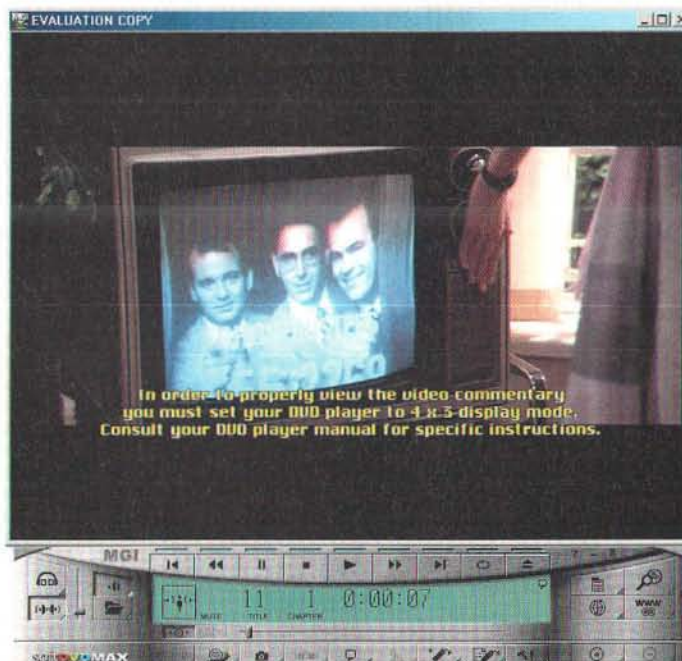 EVALUATION COPY
In order to properly view the video commentary
you must set your DVD player to 4 x 3 display mode.
Consult your DVD player manual for specific instructions.
MGI
11 1 0:00:07
MUTE TITLE CHAPTER
WWW
DVDMAX